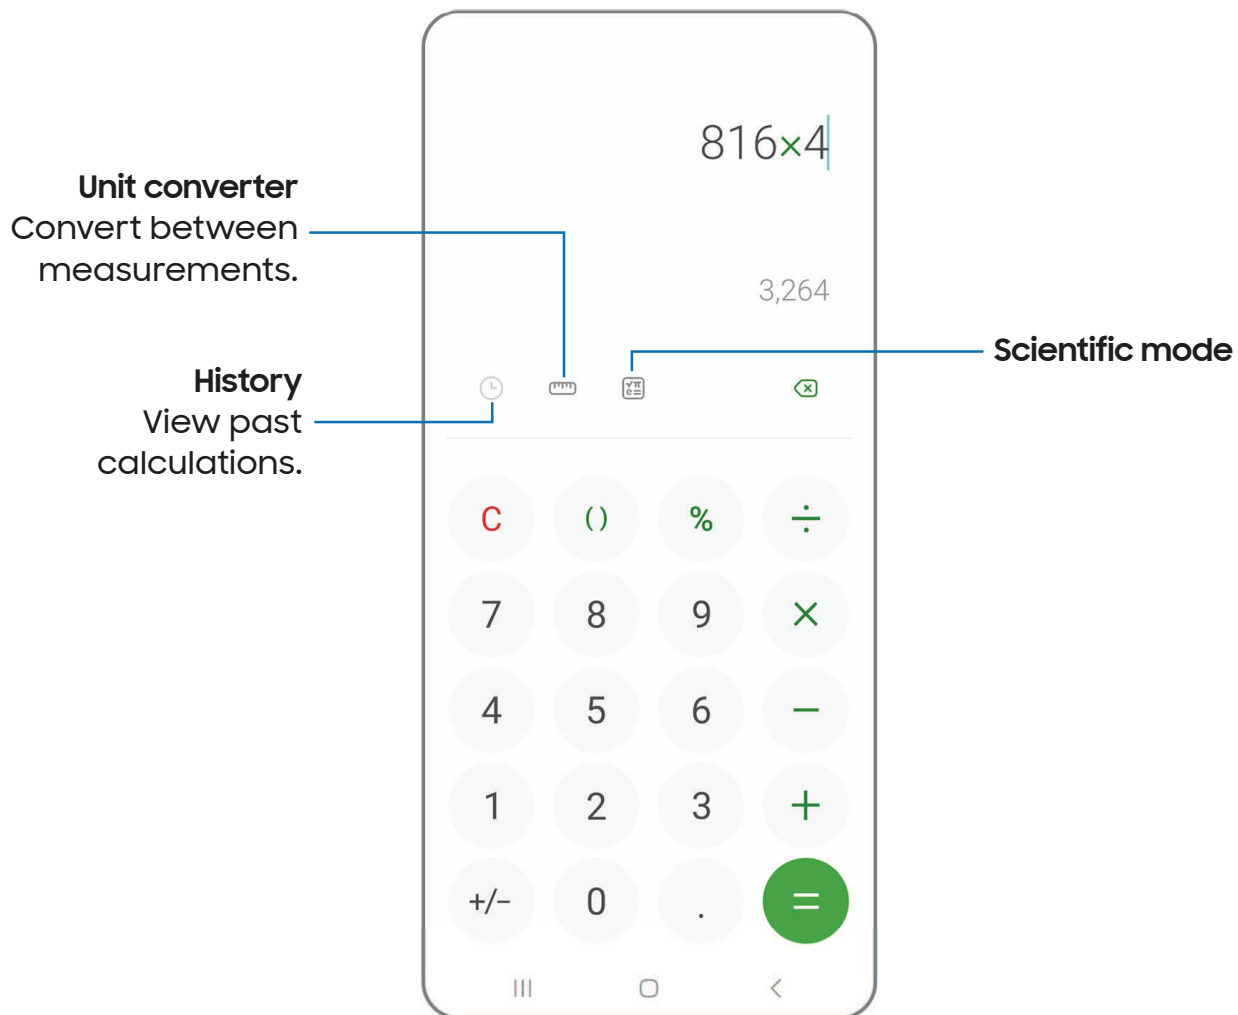 816×4
Unit converter
Convert between
measurements.
3,264
Scientific mode
History
View past
calculations.
√π
e=
C
()
%
÷
7
8
9
×
4
5
6
−
1
2
3
+
+/−
0
.
=